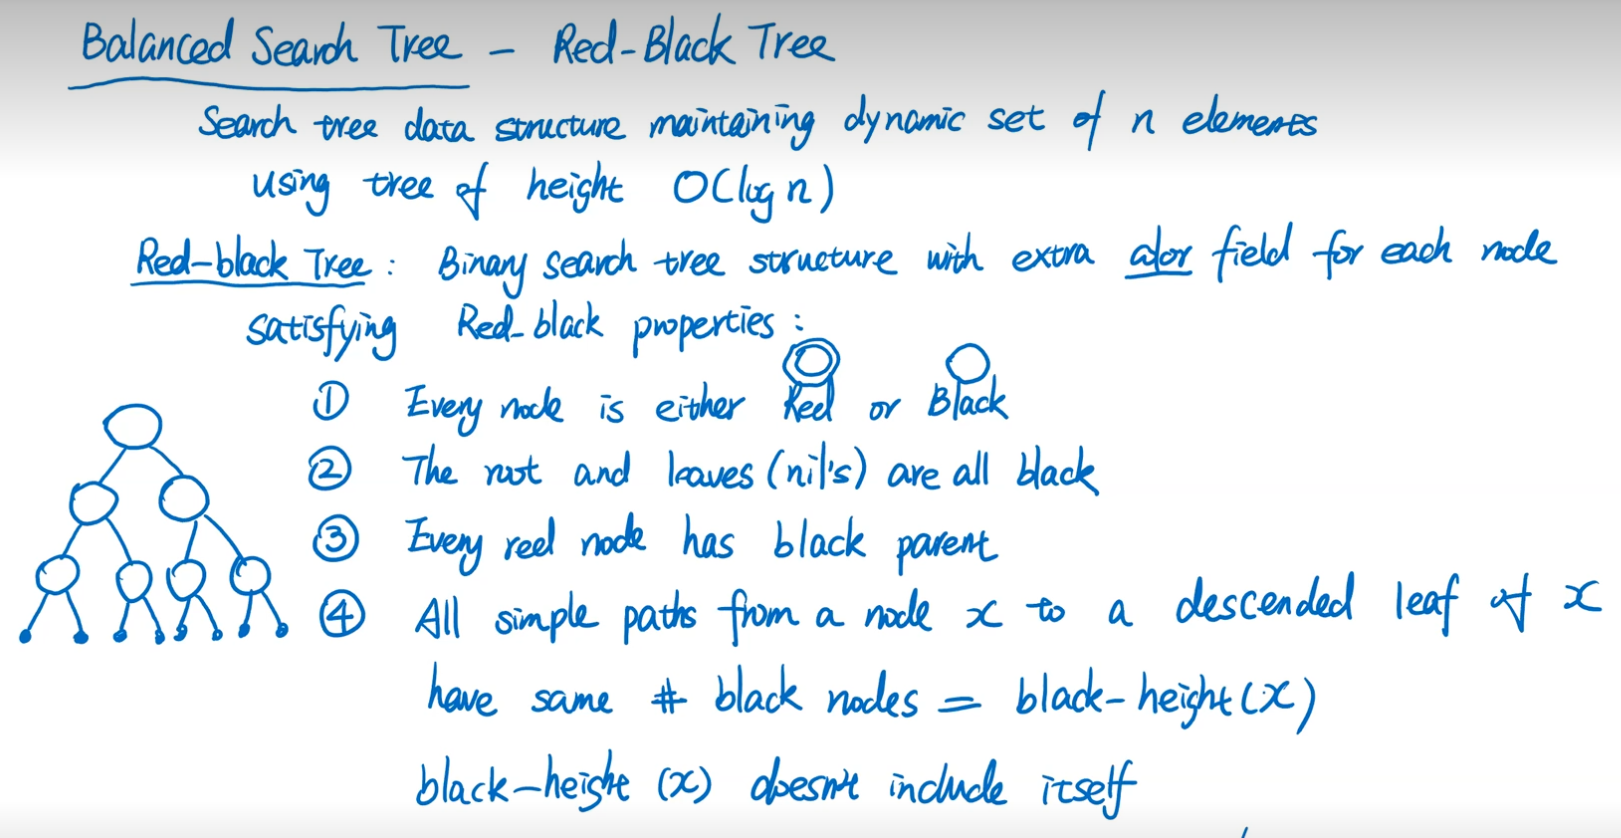 Balanced Search Tree - Red-Black Tree
Search tree data structure maintaining dynamic set of n elements
using tree of height O(log n)
Red-black Tree : Binary search tree structure with extra color field for each node
satisfying Red-black properties :
① Every node is either Red or Black
② The root and leaves (nil's) are all black
③ Every red node has black parent
④ All simple paths from a node x to a descended leaf of x
have same # black nodes = black-height(x)
black-height (x) doesn't include itself